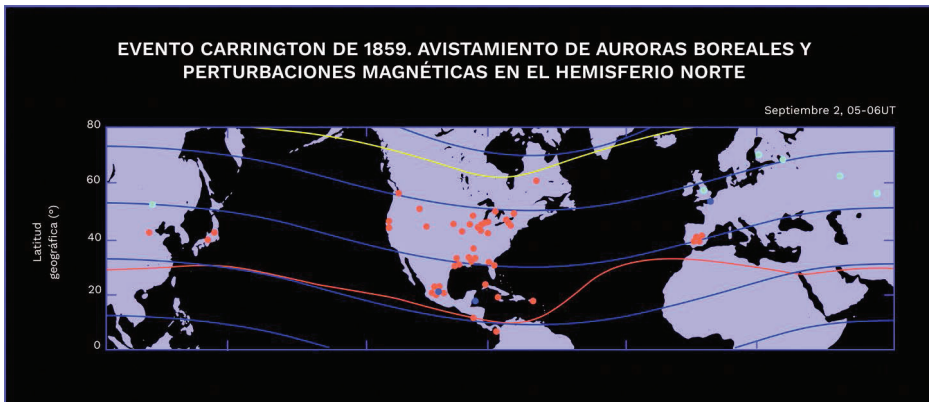 EVENTO CARRINGTON DE 1859. AVISTAMIENTO DE AURORAS BOREALES Y
PERTURBACIONES MAGNÉTICAS EN EL HEMISFERIO NORTE
Septiembre 2, 05-06UT
80
60
40
20
0
Latitud
geográfica (°)